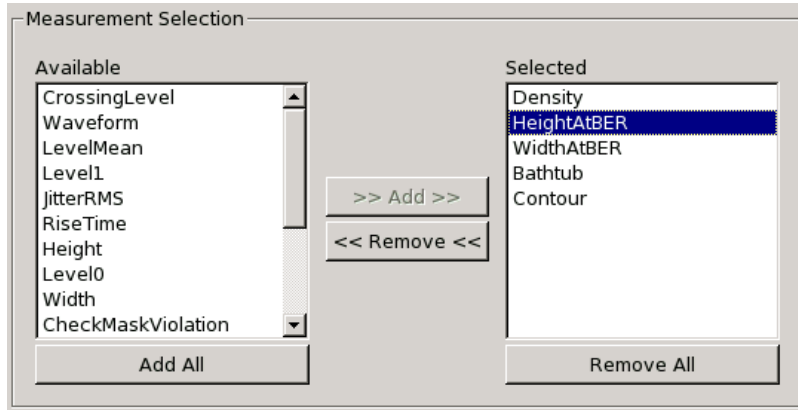 Measurement Selection
Available
CrossingLevel
Waveform
LevelMean
Level1
JitterRMS
RiseTime
Height
Level0
Width
CheckMaskViolation
Add All
>> Add >>
<< Remove <<
Selected
Density
HeightAtBER
WidthAtBER
Bathtub
Contour
Remove All